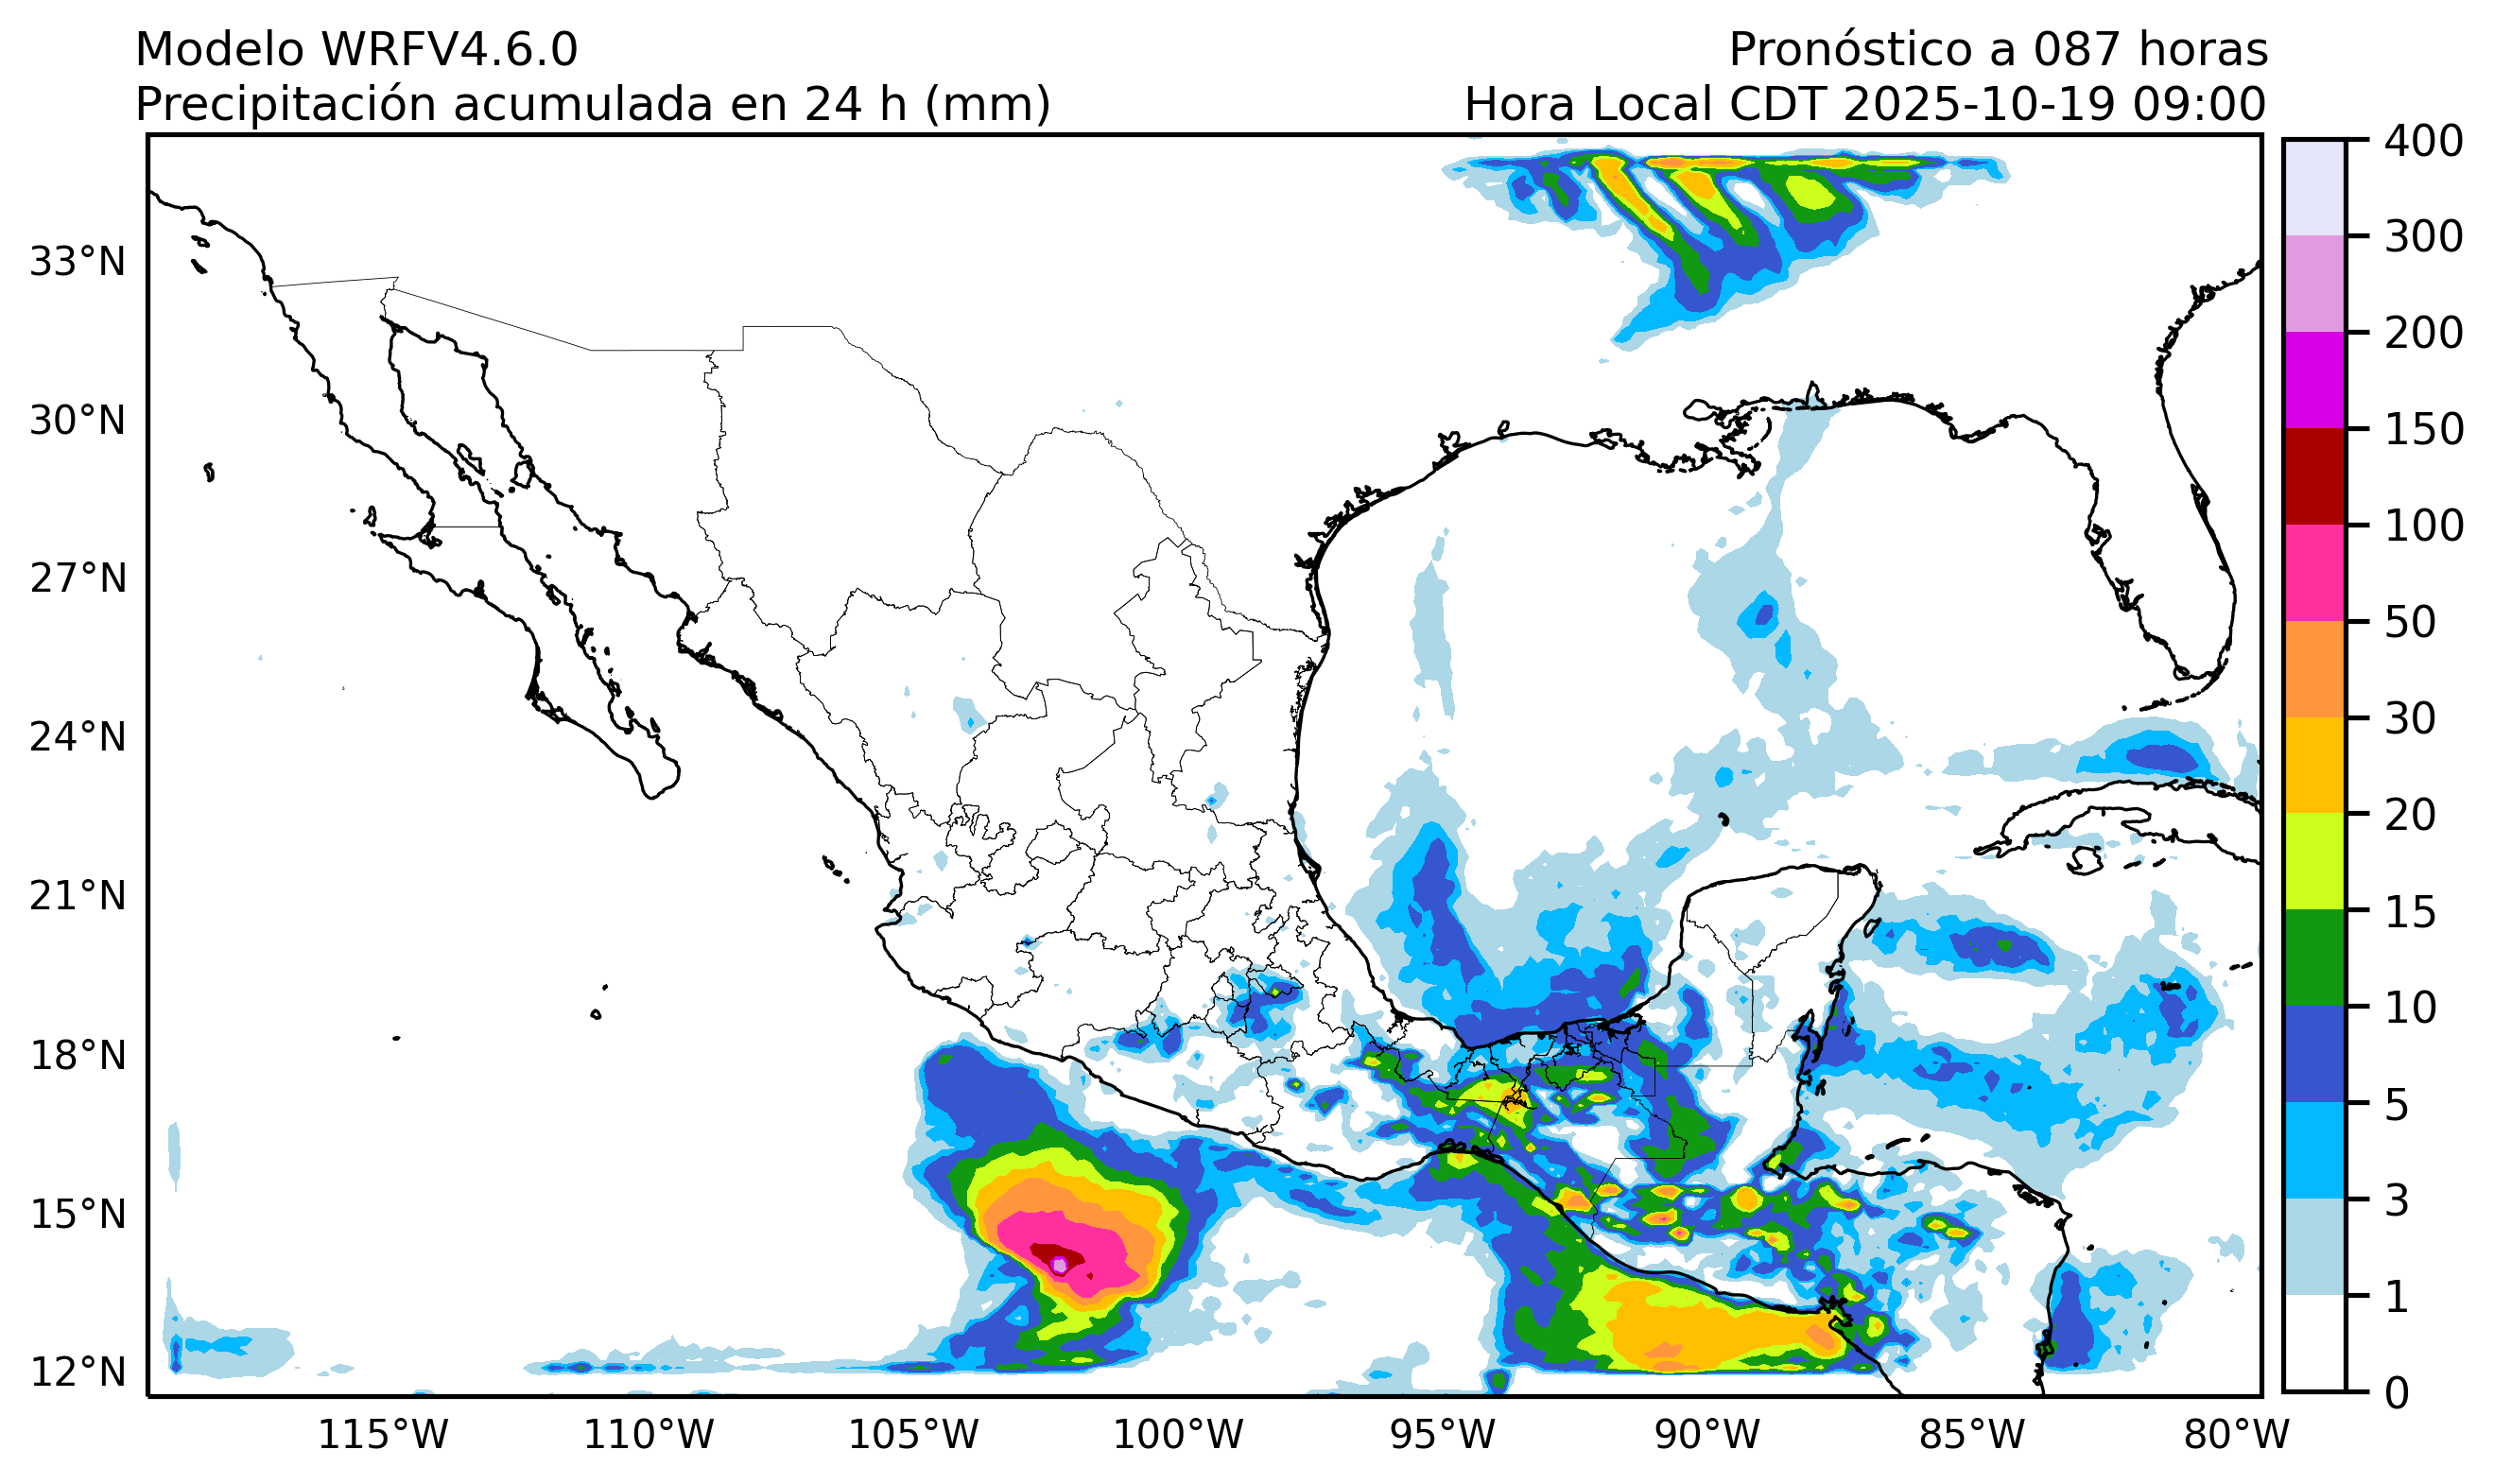 Modelo WRFV4.6.0
Pronóstico a 087 horas
Precipitación acumulada en 24 h (mm)
Hora Local CDT 2025-10-19 09:00
33°N
30°N
27°N
24°N
21°N
18°N
15°N
12°N
115°W
110°W
105°W
100°W
95°W
90°W
85°W
80°W
400
300
200
150
100
50
30
20
15
10
5
3
1
0